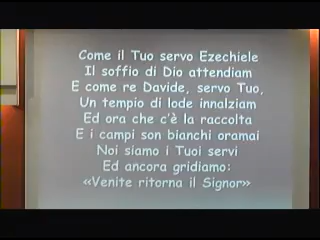 Come il Tuo servo Ezechiele
Il soffio di Dio attendiam
E come re Davide, servo Tuo,
Un tempio di lode innalziam
Ed ora che c'è la raccolta
E i campi son bianchi oramai
Noi siamo i Tuoi servi
Ed ancora gridiamo:
«Venite ritorna il Signor»